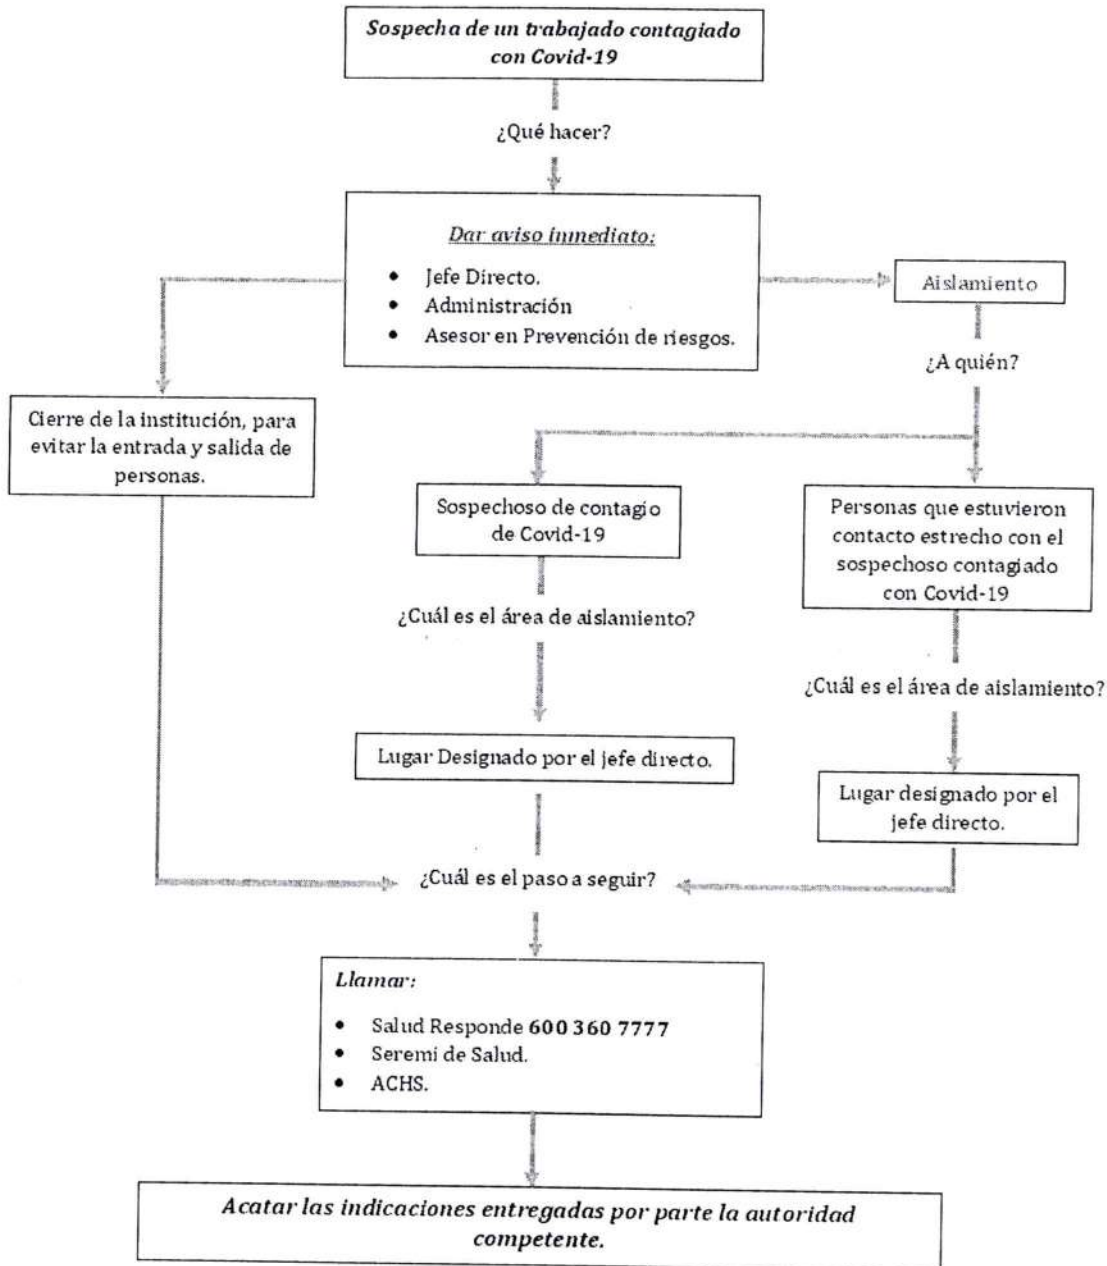 Sospecha de un trabajado contagiado
con Covid-19
¿Qué hacer?
Dar aviso inmediato:
• Jefe Directo.
• Administración
• Asesor en Prevención de riesgos.
Aislamiento
¿A quién?
Cierre de la institución, para
evitar la entrada y salida de
personas.
Sospechoso de contagio
de Covid-19
Personas que estuvieron
contacto estrecho con el
sospechoso contagiado
con Covid-19
¿Cuál es el área de aislamiento?
¿Cuál es el área de aislamiento?
Lugar Designado por el jefe directo.
Lugar designado por el
jefe directo.
¿Cuál es el paso a seguir?
Llamar:
• Salud Responde 600 360 7777
• Seremi de Salud.
• ACHS.
Acatar las indicaciones entregadas por parte la autoridad
competente.